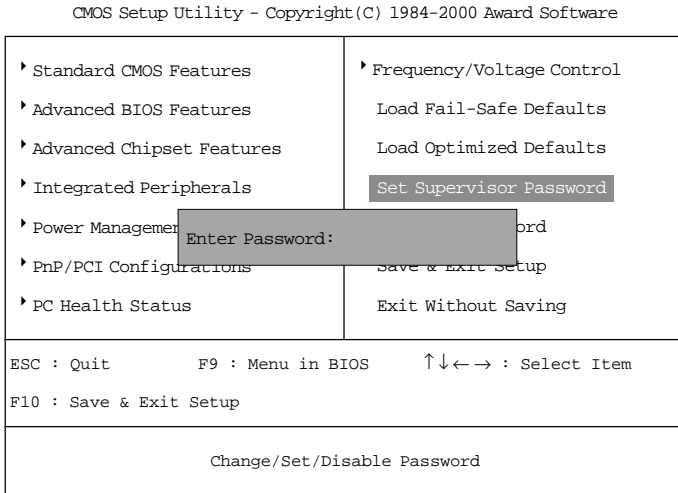 CMOS Setup Utility - Copyright(C) 1984-2000 Award Software
Standard CMOS Features
Advanced BIOS Features
Advanced Chipset Features
Integrated Peripherals
Power
PnP/PCI Configurations
PC Health Status
Frequency/Voltage Control
Load Fail-Safe Defaults
Load Optimized Defaults
Set Supervisor Password
Save & Exit Setup
Exit Without Saving
Enter Password:
ESC : Quit F9 : Menu in BIOS ↑↓←→ : Select Item
F10 : Save & Exit Setup
Change/Set/Disable Password